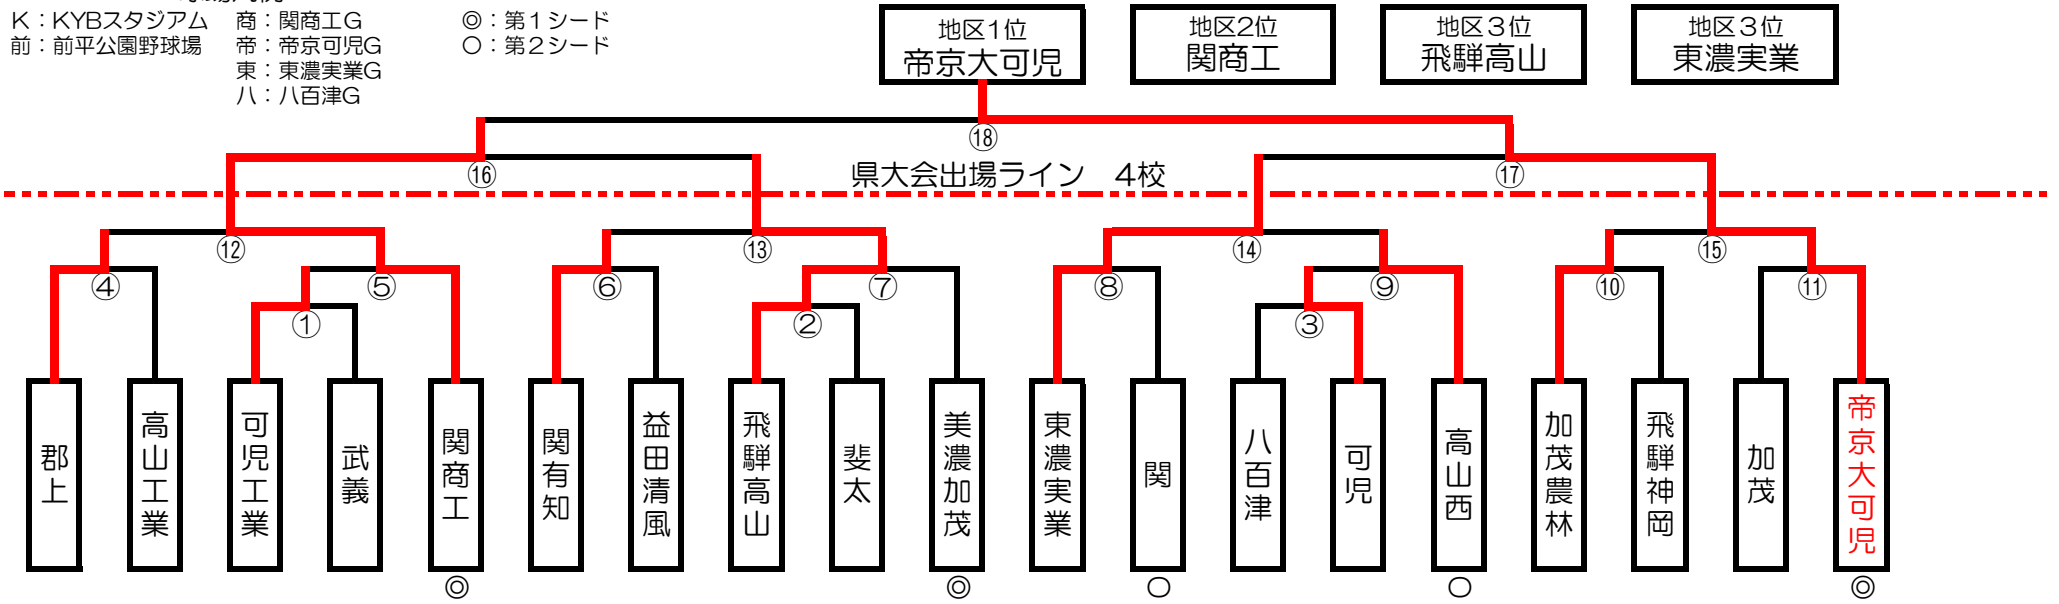 K：KYBスタジアム　商：関商工G　◎：第１シード
前：前平公園野球場　帝：帝京可児G　〇：第２シード
東：東濃実業G
八：八百津G
地区1位
帝京大可児
地区2位
関商工
地区３位
飛騨高山
地区３位
東濃実業
⑱
⑯
⑰
県大会出場ライン　4校
⑫
⑬
⑭
⑮
④
⑤
⑥
⑦
⑧
⑨
⑩
⑪
①
②
③
郡上
高山工業
可児工業
武義
関商工
関有知
益田清風
飛騨高山
斐太
美濃加茂
東濃実業
関
八百津
可児
高山西
加茂農林
飛騨神岡
加茂
帝京大可児
◎
◎
〇
〇
◎